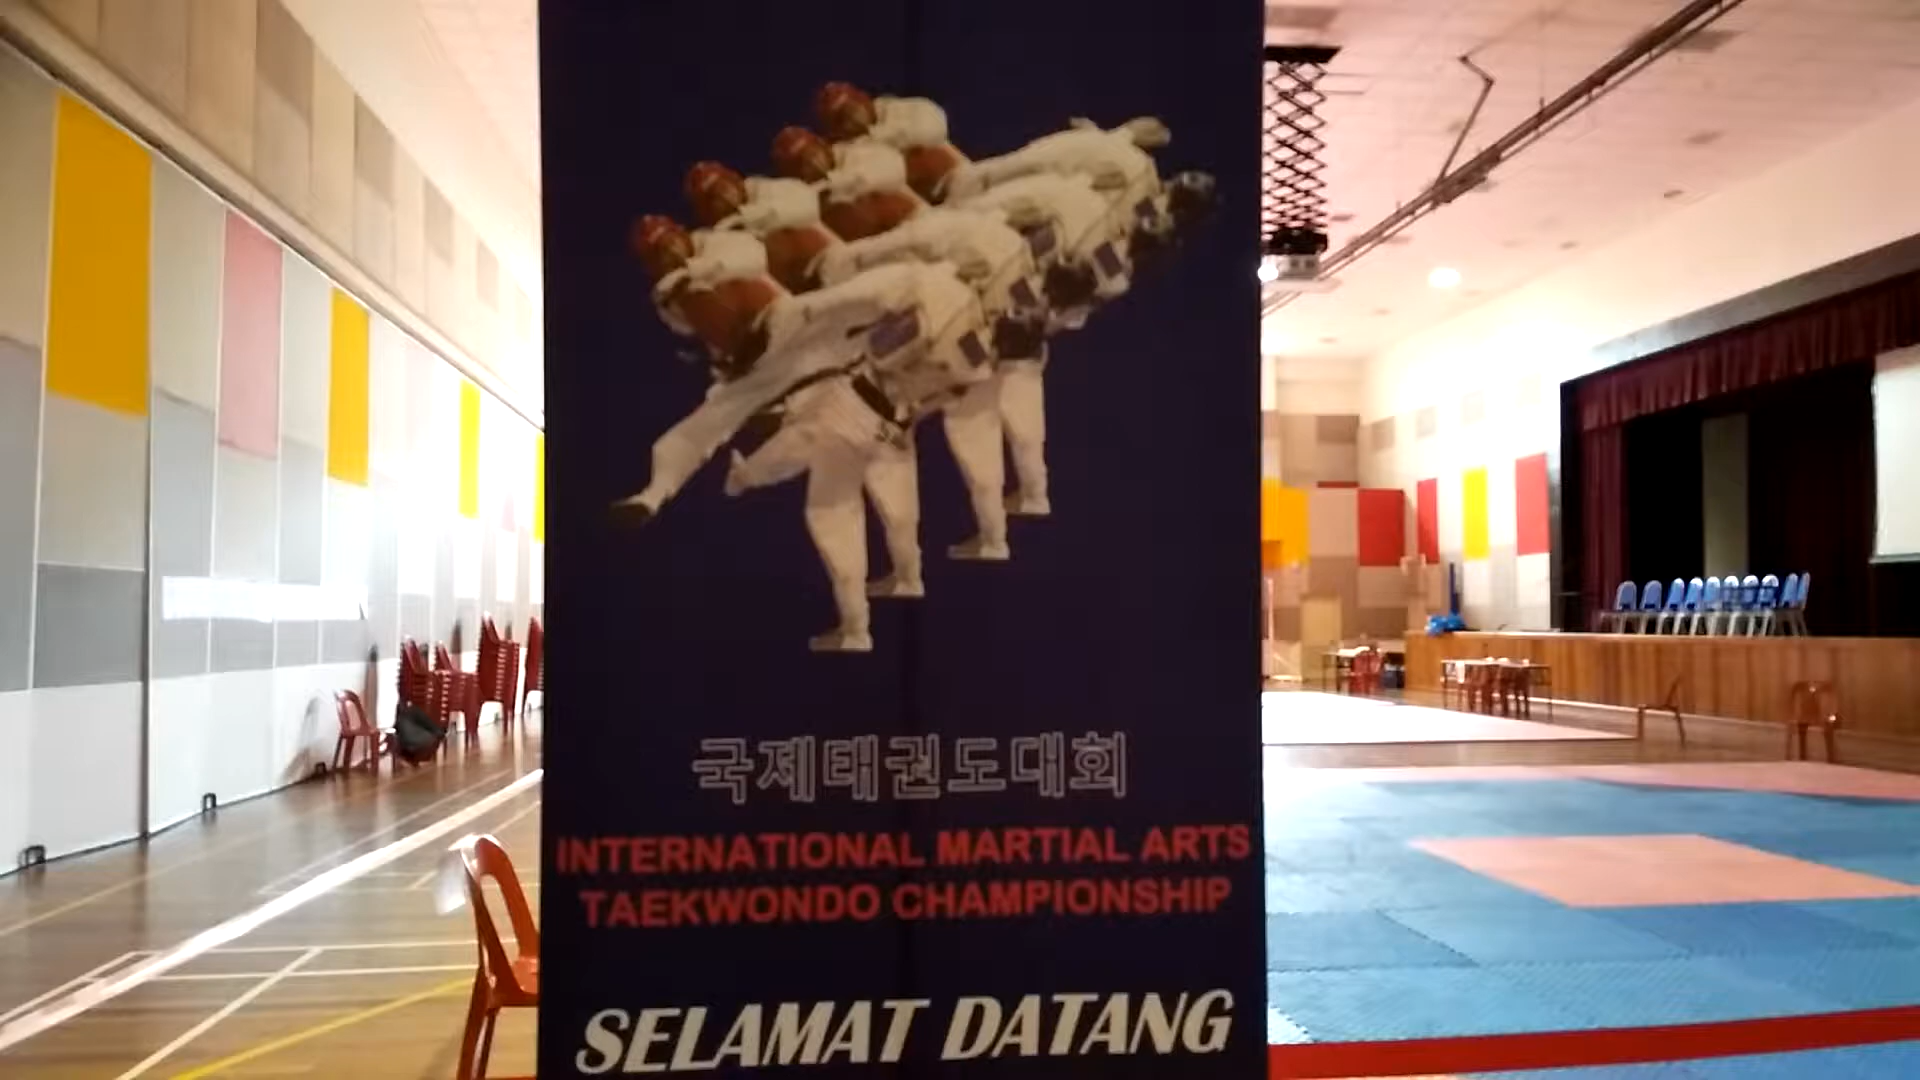 국제태권도대회
INTERNATIONAL MARTIAL ARTS
TAEKWONDO CHAMPIONSHIP
SELAMAT DATANG